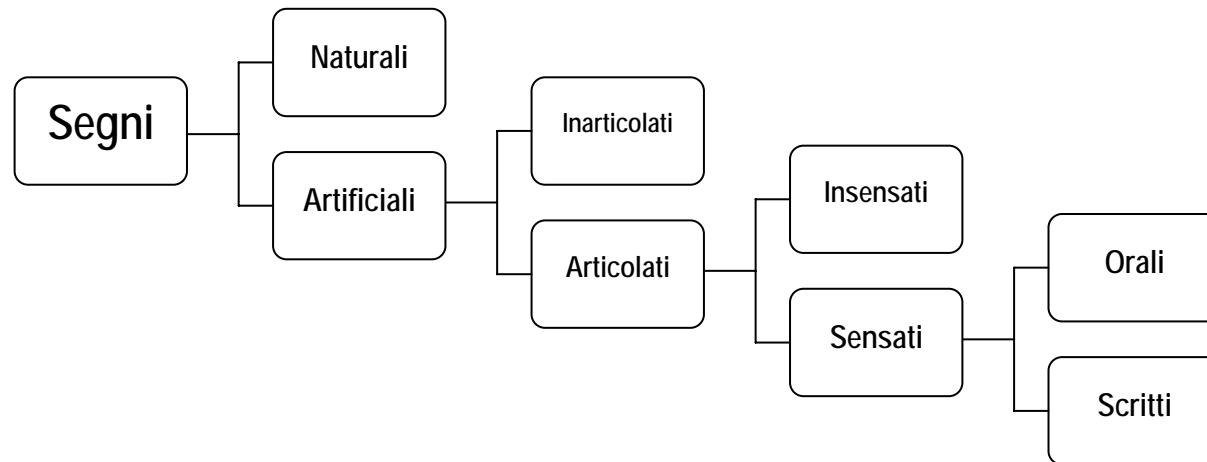 Segni
Naturali
Artificiali
Inarticolati
Articolati
Insensati
Sensati
Orali
Scritti